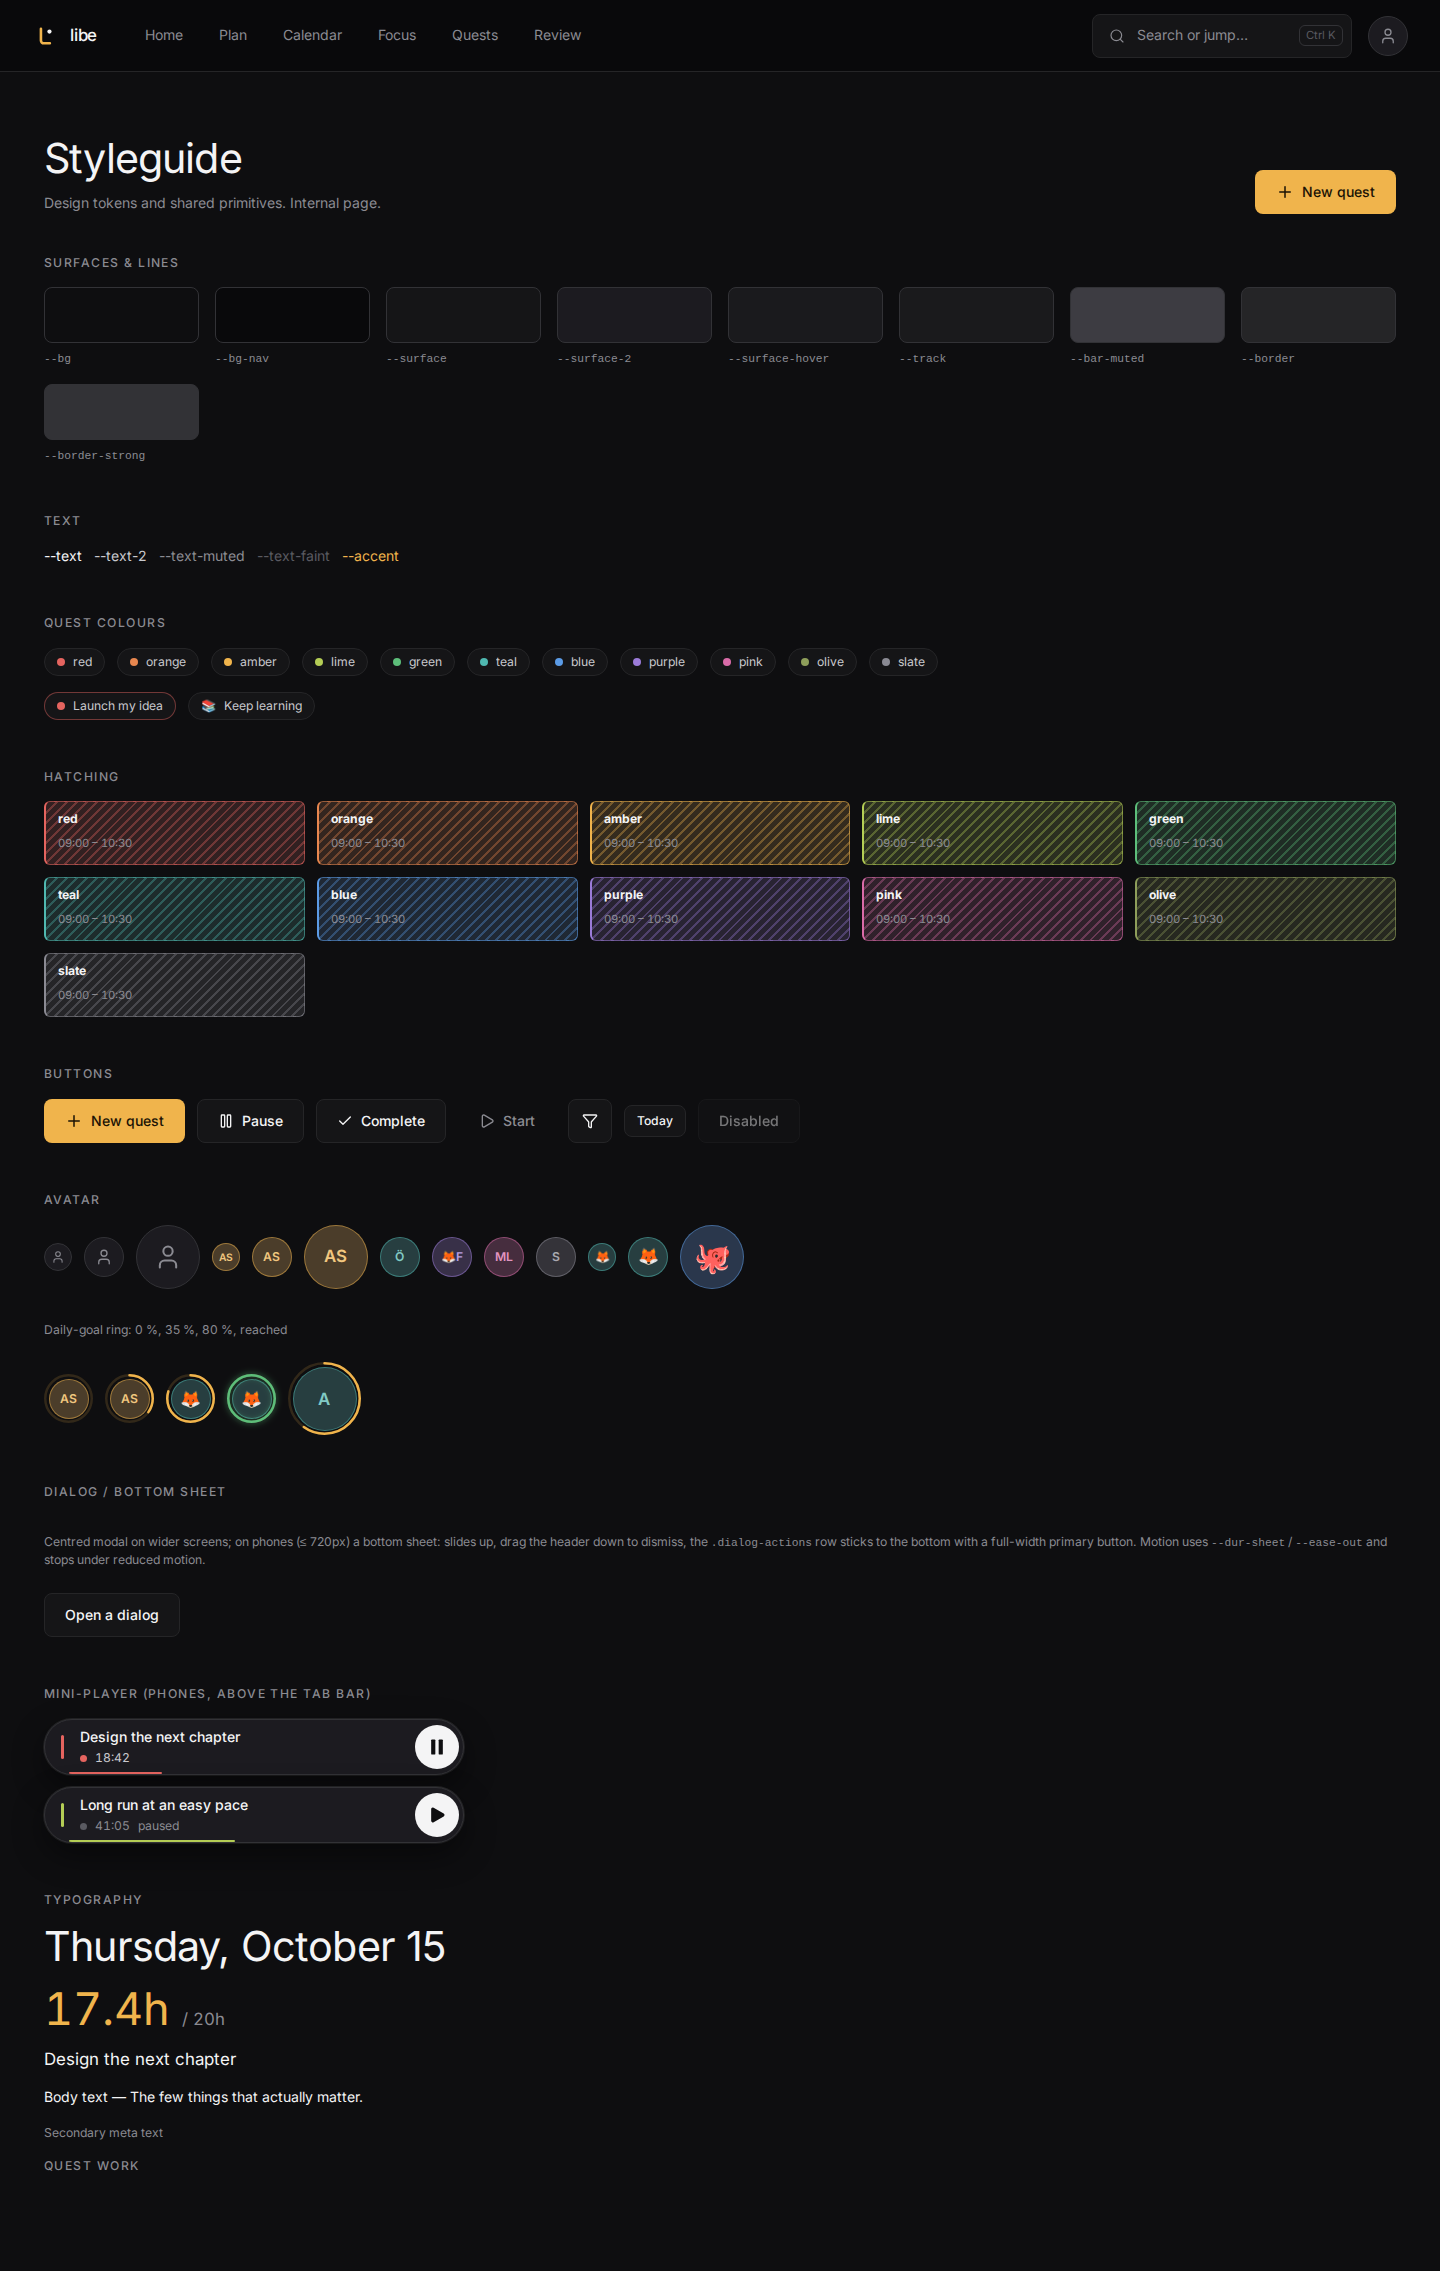 libe Home Plan Calendar Focus Quests Review Search or jump... Ctrl K
Styleguide
Design tokens and shared primitives. Internal page.
New quest
SURFACES & LINES
--bg --bg-nav --surface --surface-2 --surface-hover --track --bar-muted --border
--border-strong
TEXT
--text --text-2 --text-muted --text-faint --accent
QUEST COLOURS
red orange amber lime green teal blue purple pink olive slate
Launch my idea Keep learning
HATCHING
red orange amber lime green
09:00 – 10:30 09:00 – 10:30 09:00 – 10:30 09:00 – 10:30 09:00 – 10:30
teal blue purple pink olive
09:00 – 10:30 09:00 – 10:30 09:00 – 10:30 09:00 – 10:30 09:00 – 10:30
slate
09:00 – 10:30
BUTTONS
New quest Pause Complete Start Today Disabled
AVATAR
AS AS AS Ö F ML S
Daily-goal ring: 0 %, 35 %, 80 %, reached
AS AS A
DIALOG / BOTTOM SHEET
Centred modal on wider screens; on phones (≤ 720px) a bottom sheet: slides up, drag the header down to dismiss, the .dialog-actions row sticks to the bottom with a full-width primary button. Motion uses --dur-sheet / --ease-out and
stops under reduced motion.
Open a dialog
MINI-PLAYER (PHONES, ABOVE THE TAB BAR)
Design the next chapter
18:42
Long run at an easy pace
41:05 paused
TYPOGRAPHY
Thursday, October 15
17.4h / 20h
Design the next chapter
Body text — The few things that actually matter.
Secondary meta text
QUEST WORK